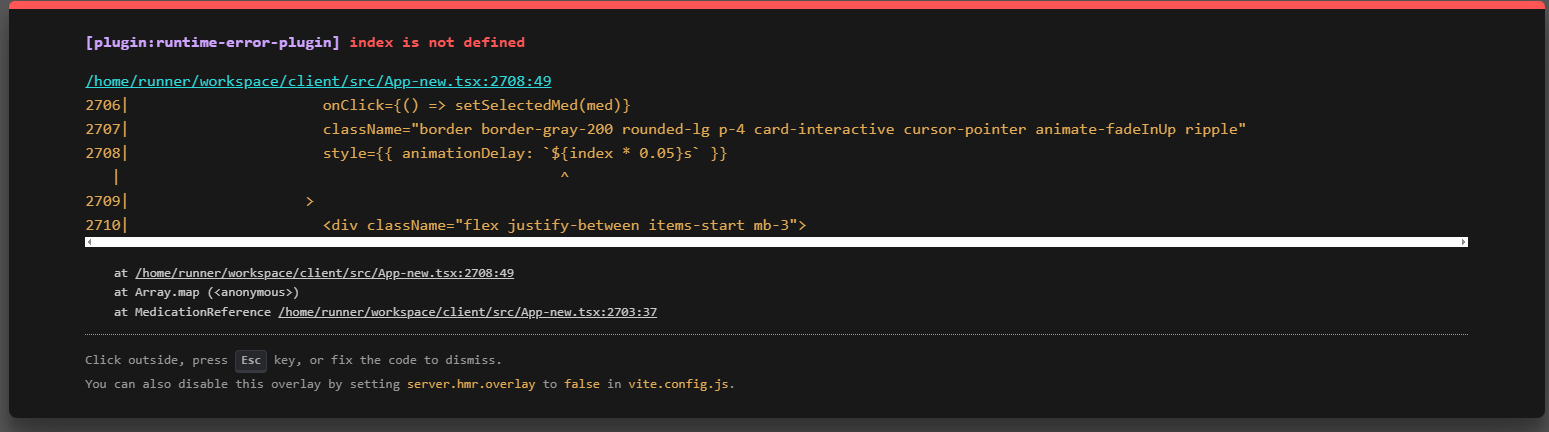 [plugin:runtime-error-plugin] index is not defined
/home/runner/workspace/client/src/App-new.tsx:2708:49
2706|                      onClick={() => setSelectedMed(med)}
2707|                      className="border border-gray-200 rounded-lg p-4 card-interactive cursor-pointer animate-fadeInUp ripple"
2708|                      style={{ animationDelay: `${index * 0.05}s` }}
   |                                                  ^
2709|                    >
2710|                      <div className="flex justify-between items-start mb-3">
at /home/runner/workspace/client/src/App-new.tsx:2708:49
at Array.map (<anonymous>)
at MedicationReference /home/runner/workspace/client/src/App-new.tsx:2703:37
Click outside, press Esc key, or fix the code to dismiss.
You can also disable this overlay by setting server.hmr.overlay to false in vite.config.js.